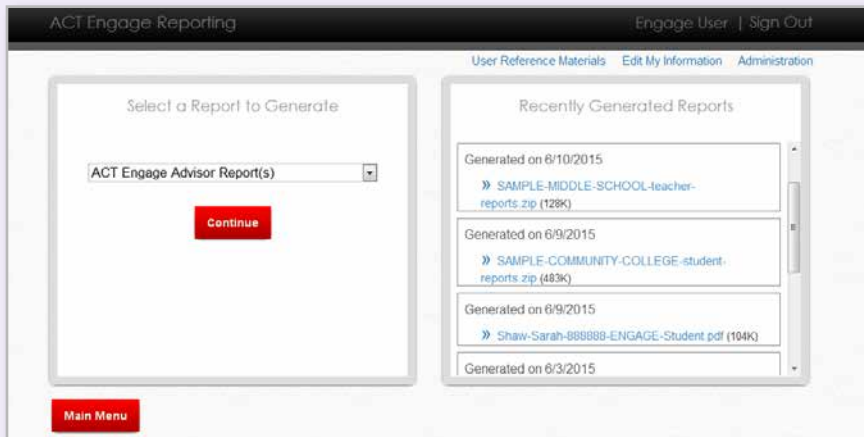 ACT Engage Reporting
Engage User | Sign Out
User Reference Materials Edit My Information Administration
Select a Report to Generate
ACT Engage Advisor Report(s)
Continue
Recently Generated Reports
Generated on 6/10/2015
» SAMPLE-MIDDLE-SCHOOL-teacher-
reports.zip (128K)
Generated on 6/9/2015
» SAMPLE-COMMUNITY-COLLEGE-student-
reports.zip (483K)
Generated on 6/9/2015
» Shaw-Sarah-888888-ENGAGE-Student.pdf (104K)
Generated on 6/3/2015
Main Menu